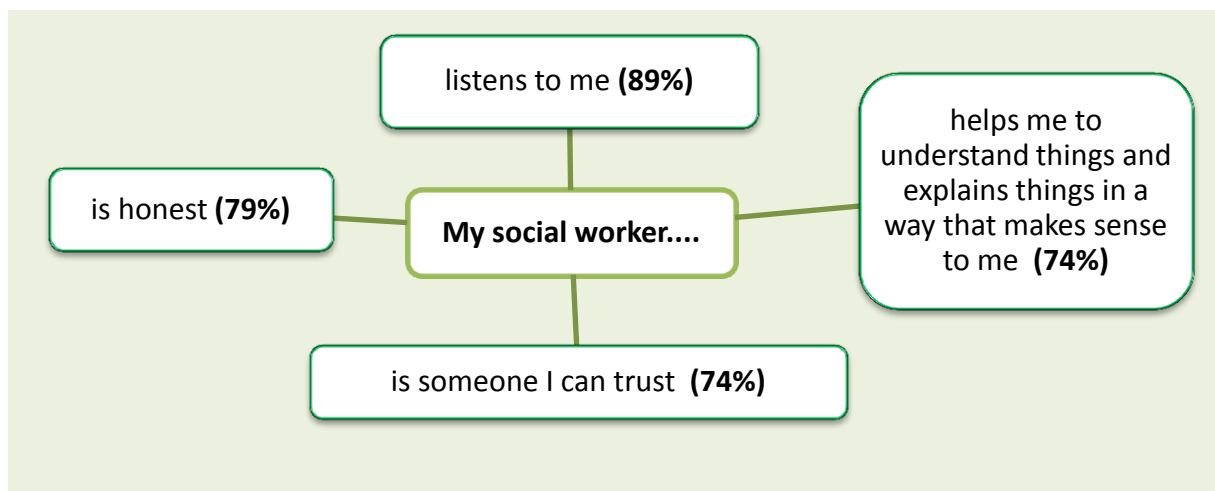 listens to me (89%)
helps me to
understand things and
explains things in a
way that makes sense
to me  (74%)
is honest (79%)
My social worker....
is someone I can trust  (74%)